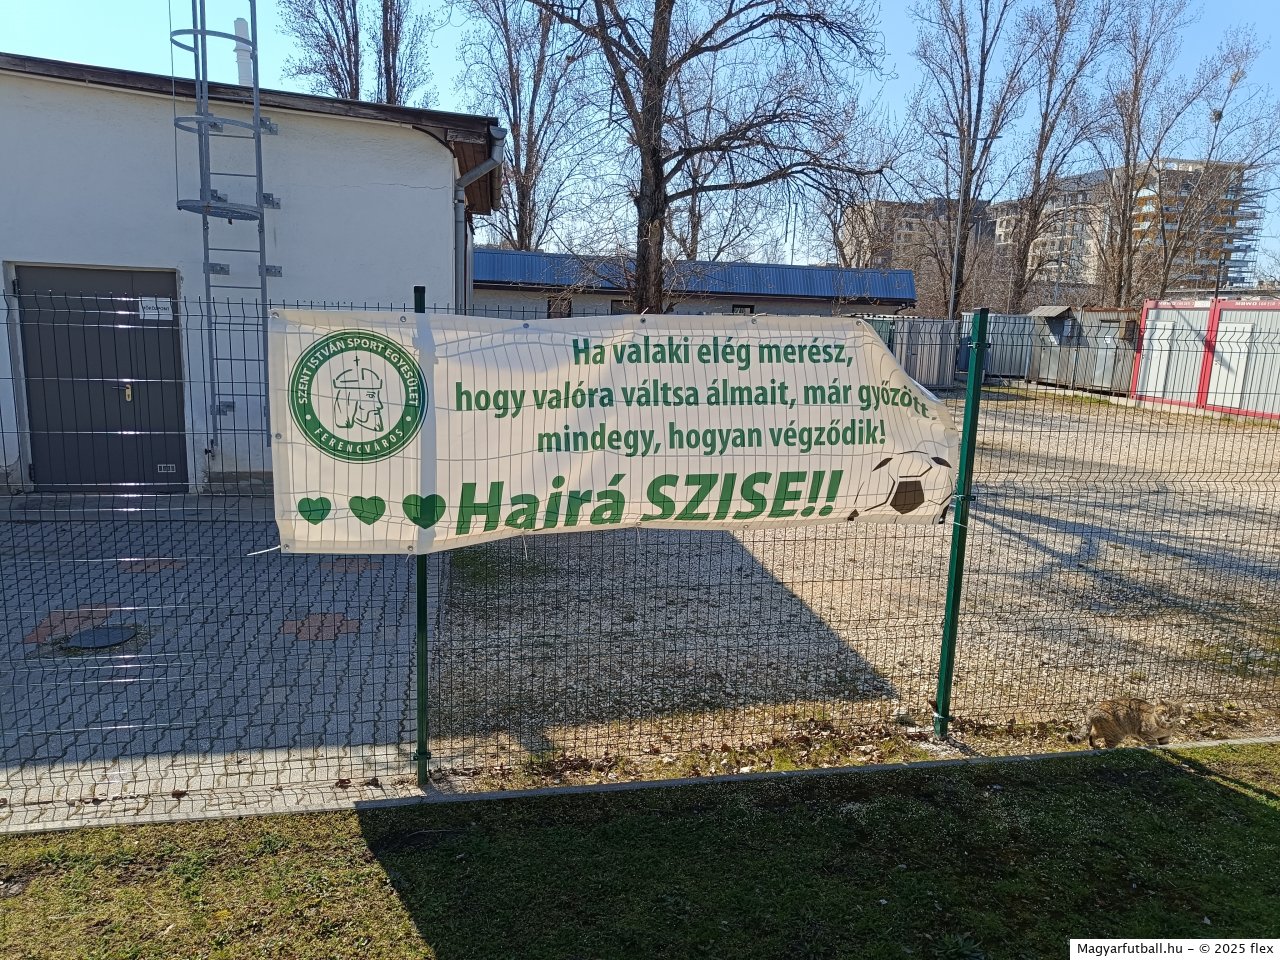 SZENT ISTVÁN SPORT EGYESÜLET
FERENCVÁROS
Ha valaki elég merész,
hogy valóra váltsa álmait, már győzött
mindegy, hogyan végződik!
Hajrá SZISE!!
Magyarfutball.hu - © 2025 flex